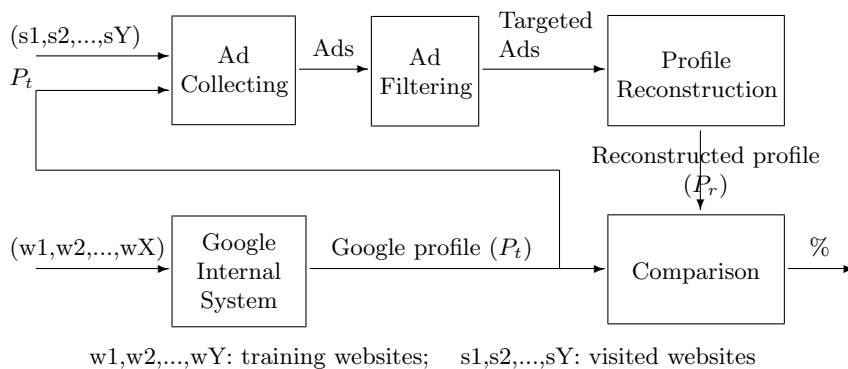 (s1,s2,...,sY)
P_t
Ad
Collecting
Ads
Ad
Filtering
Targeted
Ads
Profile
Reconstruction
Reconstructed profile
(P_r)
(w1,w2,...,wX)
Google
Internal
System
Google profile (P_t)
Comparison
%
w1,w2,...,wY: training websites; s1,s2,...,sY: visited websites